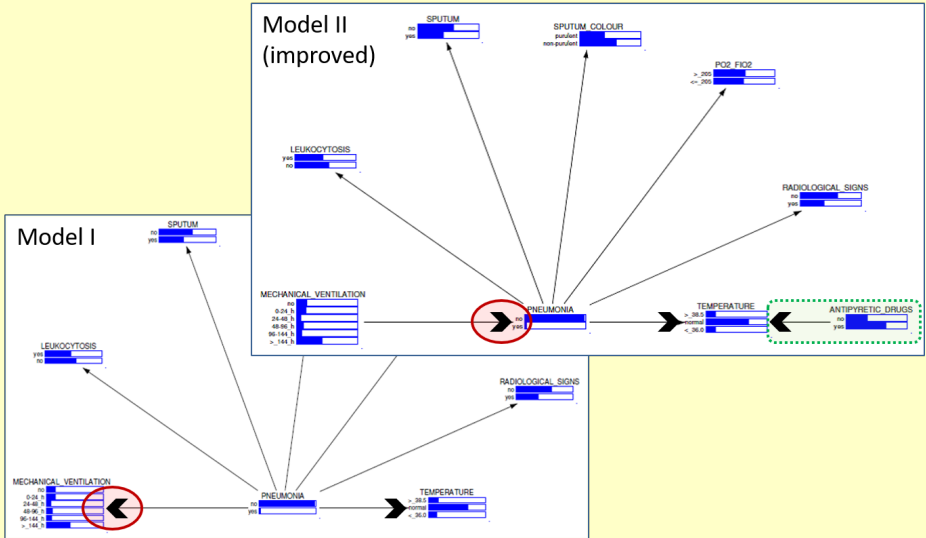 Model II
(improved)
SPUTUM
no
yes
SPUTUM_COLOUR
purulent
non-purulent
PO2_FIO2
>_205
<=_205
LEUKOCYTOSIS
yes
no
RADIOLOGICAL_SIGNS
no
yes
MECHANICAL_VENTILATION
no
0-24_h
24-48_h
48-96_h
96-144_h
>_144_h
PNEUMONIA
no
yes
TEMPERATURE
>_38.5
normal
<_36.0
ANTIPYRETIC_DRUGS
no
yes
Model I
SPUTUM
no
yes
LEUKOCYTOSIS
yes
no
RADIOLOGICAL_SIGNS
no
yes
MECHANICAL_VENTILATION
no
0-24_h
24-48_h
48-96_h
96-144_h
>_144_h
PNEUMONIA
no
yes
TEMPERATURE
>_38.5
normal
<_36.0